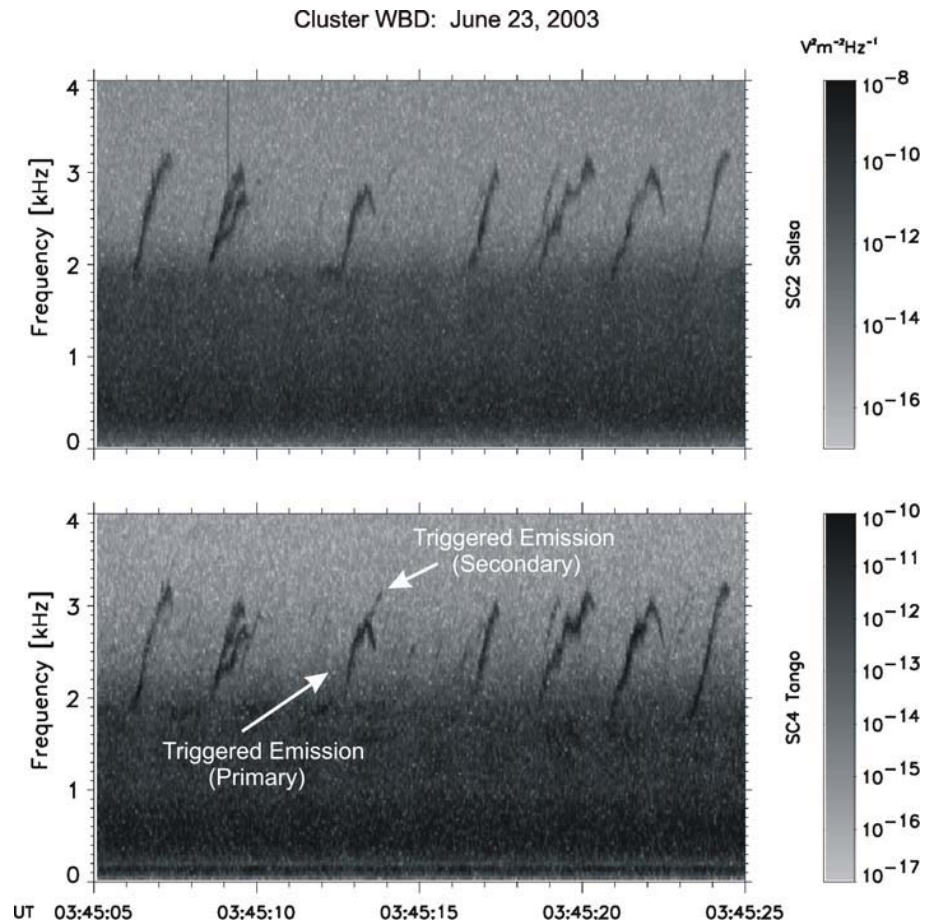 Cluster WBD: June 23, 2003
V²m⁻²Hz⁻¹
4
3
2
1
0
Frequency [kHz]
10⁻⁸
10⁻¹⁰
10⁻¹²
10⁻¹⁴
10⁻¹⁶
SC2 Salsa
4
3
2
1
0
Frequency [kHz]
Triggered Emission
(Secondary)
Triggered Emission
(Primary)
10⁻¹⁰
10⁻¹¹
10⁻¹²
10⁻¹³
10⁻¹⁴
10⁻¹⁵
10⁻¹⁶
10⁻¹⁷
SC4 Tango
UT 03:45:05 03:45:10 03:45:15 03:45:20 03:45:25